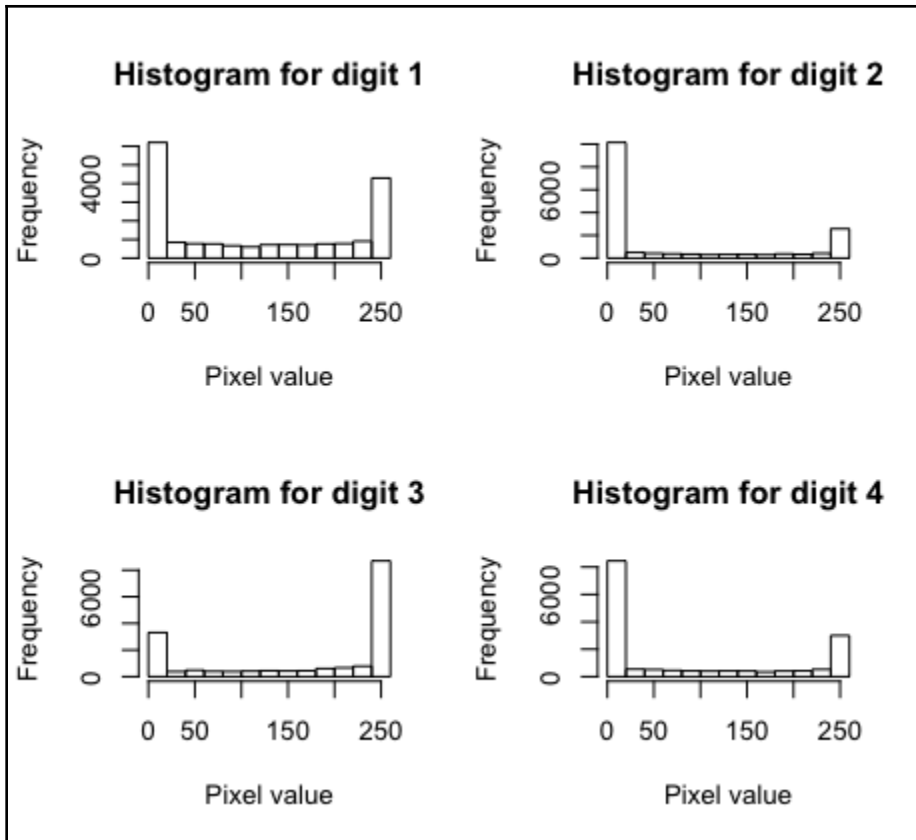 Histogram for digit 1
Frequency
0 4000
0 50 150 250
Pixel value
Histogram for digit 2
Frequency
0 6000
0 50 150 250
Pixel value
Histogram for digit 3
Frequency
0 6000
0 50 150 250
Pixel value
Histogram for digit 4
Frequency
0 6000
0 50 150 250
Pixel value